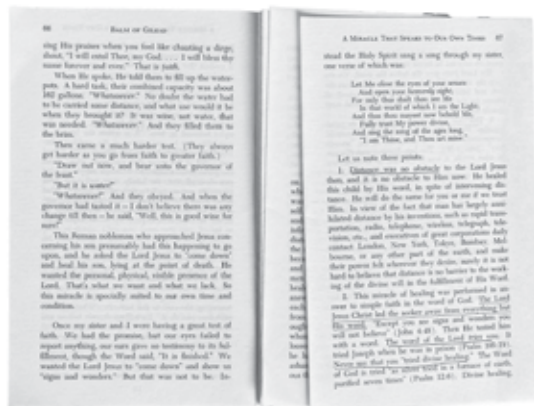 66 BALM OF GILEAD
sing His praises when you feel like chanting a dirge,
shout, "I will extol Thee, my God . . . . I will bless Thy
name forever and ever." That is faith.
When He spoke, He told them to fill up the water-
pots. A hard task, their combined capacity was about
162 gallons. "Whatsoever." No doubt the water had
to be carried some distance, and what use would it be
when they brought it? It was wine, not water, that
was needed. "Whatsoever." And they filled them to
the brim.
Then came a much harder test. (They always
get harder as you go from faith to greater faith.)
"Draw out now, and bear unto the governor of
the feast."
"But it is water!"
"Whatsoever!" And they obeyed. And when the
governor had tasted it – I don't believe there was any
change till then – he said, "Well, this is good wine for
sure!"
This Roman nobleman who approached Jesus con-
cerning his son presumably had this happening to go
upon, and he asked the Lord Jesus to "come down"
and heal his son, lying at the point of death. He
wanted the personal, physical, visible presence of the
Lord. That's what we want and what we lack. So
this miracle is specially suited to our own time and
condition.
Once my sister and I were having a great test of
faith. We had the promise, but our eyes failed to
report anything, our ears gave no testimony to its ful-
fillment, though the Word said, "It is finished." We
wanted the Lord Jesus to "come down" and show us
"signs and wonders." But that was not to be. In-
A MIRACLE THAT SPEAKS TO OUR OWN TIMES 67
stead the Holy Spirit sang a song through my sister,
one verse of which was:
Let Me close the eyes of your senses
And open your heavenly sight,
For only thus shalt thou see Me
In that world of which I am the Light.
And thus thou mayest now behold Me,
Fully trust My power divine,
And sing the song of the ages long,
"I am Thine, and Thou art mine."
Let us note three points.
1. Distance was no obstacle to the Lord Jesus
then, and it is no obstacle to Him now. He healed
this child by His word, in spite of intervening dis-
tance. He will do the same for you or me if we trust
Him. In view of the fact that man has largely anni-
hilated distance by his inventions, such as rapid trans-
portation, radio, telephone, wireless, telegraph, tele-
vision, etc., and executives of great corporations daily
contact London, New York, Tokyo, Bombay, Mel-
bourne, or any other part of the earth, and make
their power felt wherever they desire, surely it is not
hard to believe that distance is no barrier to the work-
ing of the divine will in the fulfillment of His Word.
2. This miracle of healing was performed in an-
swer to simple faith in the word of God. The Lord
Jesus Christ led the seeker away from everything but
His word. "Except you see signs and wonders you
will not believe" (John 4:48). Then He tested him
with a word. The word of the Lord tries you. It
tried Joseph when he was in prison (Psalm 105:19).
Never say that you "tried divine healing." The Word
of God is tried "as silver tried in a furnace of earth,
purified seven times" (Psalm 12:6). Divine healing,